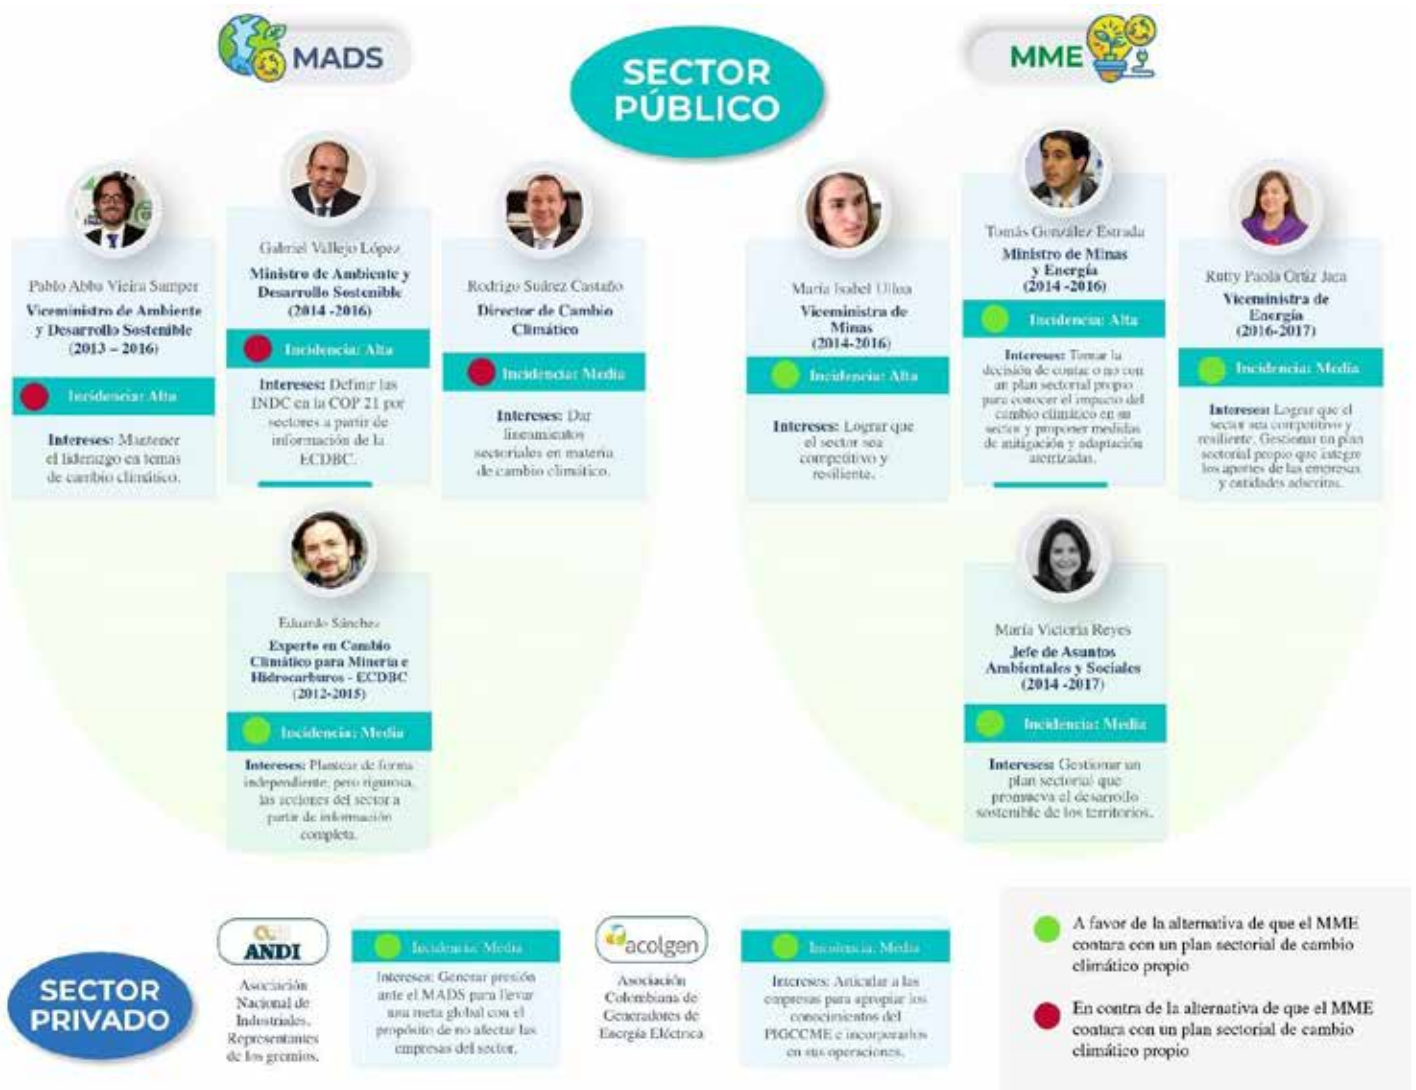 MADS
SECTOR
PÚBLICO
MME
Pablo Abba Vieira Samper
Viceministro de Ambiente
y Desarrollo Sostenible
(2013 – 2016)
Incidencia: Alta
Intereses: Mantener
el liderazgo en temas
de cambio climático.
Gabriel Vallejo López
Ministro de Ambiente y
Desarrollo Sostenible
(2014 -2016)
Incidencia: Alta
Intereses: Definir las
INDC en la COP 21 por
sectores a partir de
información de la
ECDBC.
Rodrigo Suárez Castaño
Director de Cambio
Climático
Incidencia: Media
Intereses: Dar
lineamientos
sectoriales en materia
de cambio climático.
María Isabel Ulloa
Viceministra de
Minas
(2014-2016)
Incidencia: Alta
Intereses: Lograr que
el sector sea
competitivo y
resiliente.
Tomás González Estrada
Ministro de Minas
y Energía
(2014 -2016)
Incidencia: Alta
Intereses: Tomar la
decisión de contar o no con
un plan sectorial propio
para conocer el impacto del
cambio climático en su
sector y proponer medidas
de mitigación y adaptación
aterrizadas.
Rutty Paola Ortiz Jara
Viceministra de
Energía
(2016-2017)
Incidencia: Media
Intereses: Lograr que el
sector sea competitivo y
resiliente. Gestionar un plan
sectorial propio que integre
los aportes de las empresas
y entidades adscritas.
Eduardo Sánchez
Experto en Cambio
Climático para Minería e
Hidrocarburos - ECDBC
(2012-2015)
Incidencia: Media
Intereses: Plantear de forma
independiente, pero rigurosa,
las acciones del sector a
partir de información
completa.
María Victoria Reyes
Jefe de Asuntos
Ambientales y Sociales
(2014 -2017)
Incidencia: Media
Intereses: Gestionar un
plan sectorial que
promueva el desarrollo
sostenible de los territorios.
SECTOR
PRIVADO
ANDI
Asociación
Nacional de
Industriales.
Representantes
de los gremios.
Incidencia: Media
Intereses: Generar presión
ante el MADS para llevar
una meta global con el
propósito de no afectar las
empresas del sector.
acolgen
Asociación
Colombiana de
Generadores de
Energía Eléctrica
Incidencia: Media
Intereses: Articular a las
empresas para apropiar los
conocimientos del
PIGCCME e incorporarlos
en sus operaciones.
A favor de la alternativa de que el MME
contara con un plan sectorial de cambio
climático propio
En contra de la alternativa de que el MME
contara con un plan sectorial de cambio
climático propio